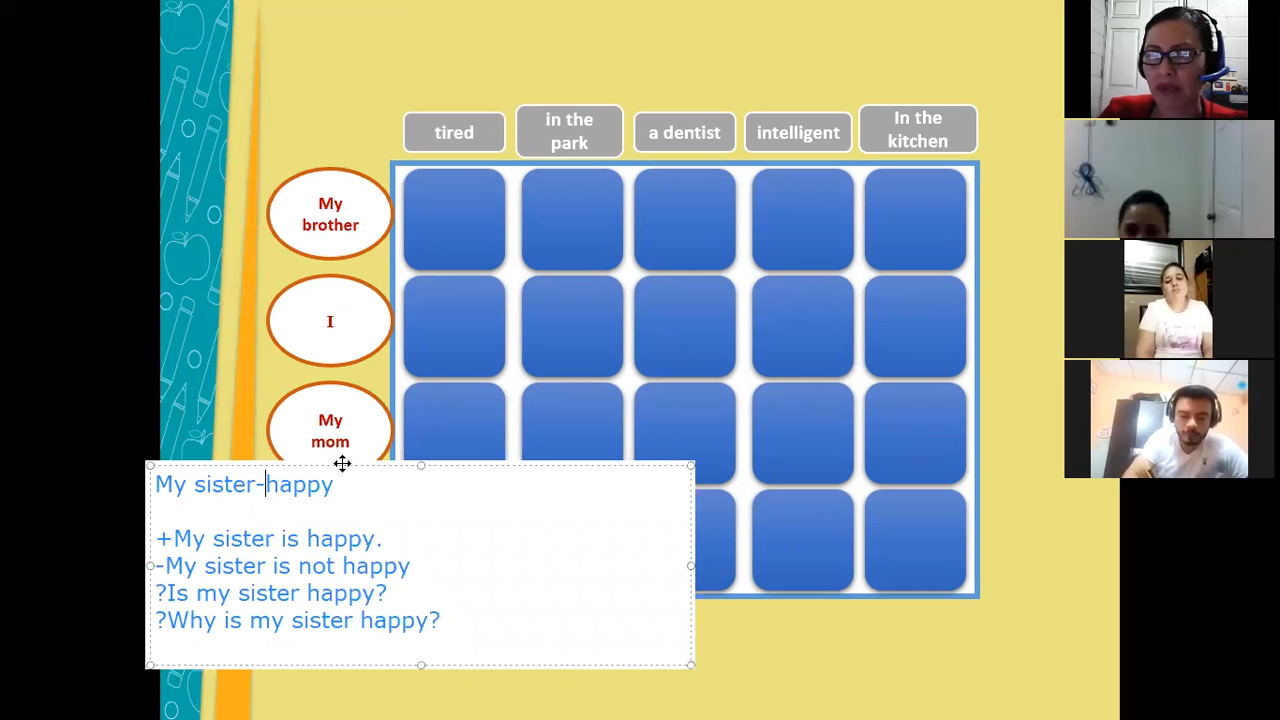 tired
in the
park
a dentist
intelligent
In the
kitchen
My
brother
I
My
mom
My sister-happy
+My sister is happy.
-My sister is not happy
?Is my sister happy?
?Why is my sister happy?